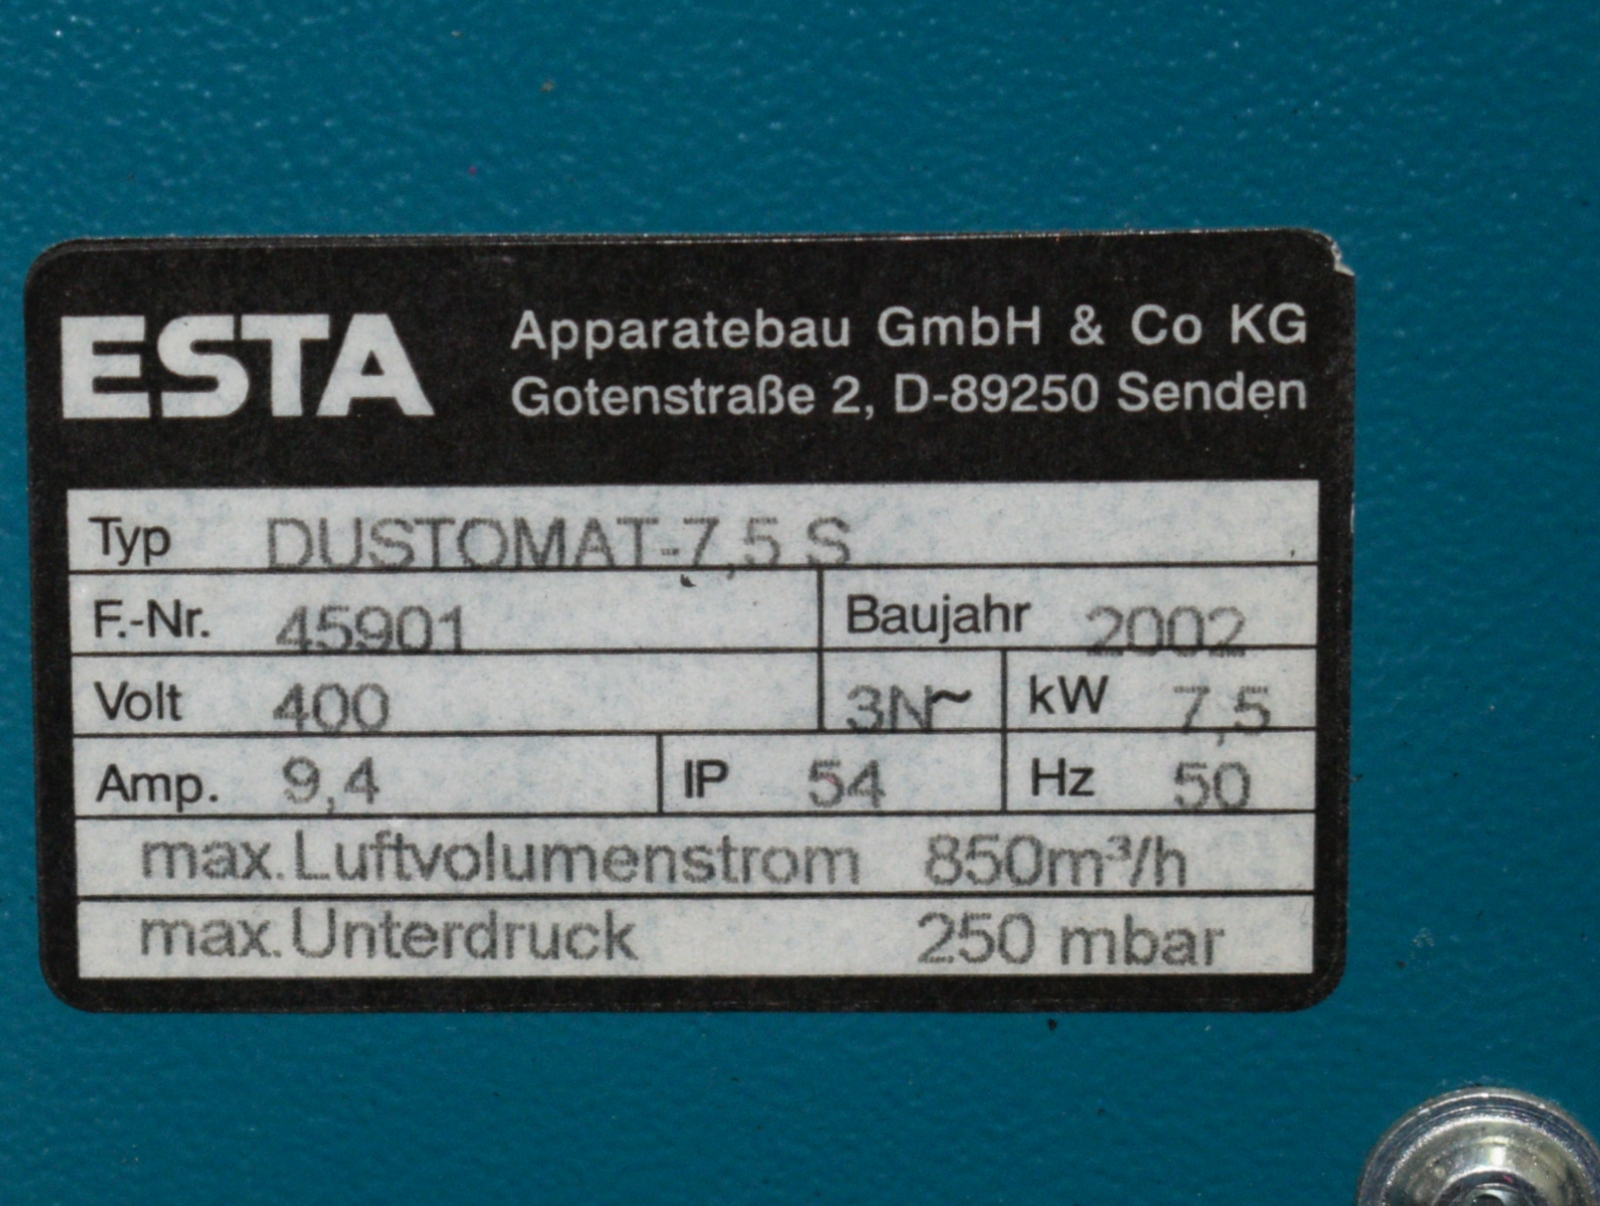 ESTA
Apparatebau GmbH & Co KG
Gotenstraße 2, D-89250 Senden
Typ DUSTOMAT-7,5 S
F.-Nr. 45901 Baujahr 2002
Volt 400 3N~ kW 7,5
Amp. 9,4 IP 54 Hz 50
max. Luftvolumenstrom 850m³/h
max. Unterdruck 250 mbar